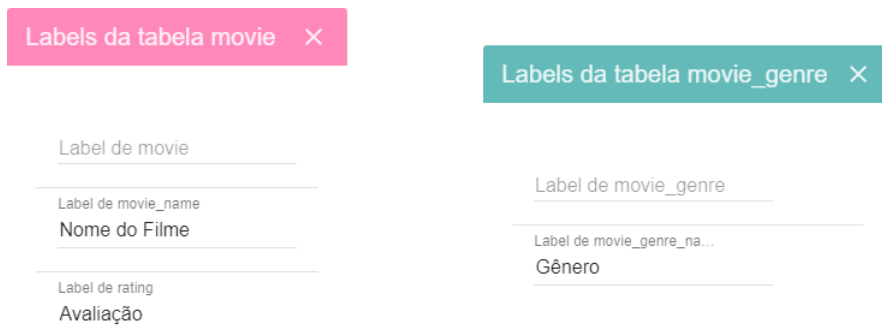 Labels da tabela movie
Label de movie
Label de movie_name
Nome do Filme
Label de rating
Avaliação
Labels da tabela movie_genre
Label de movie_genre
Label de movie_genre_na...
Gênero